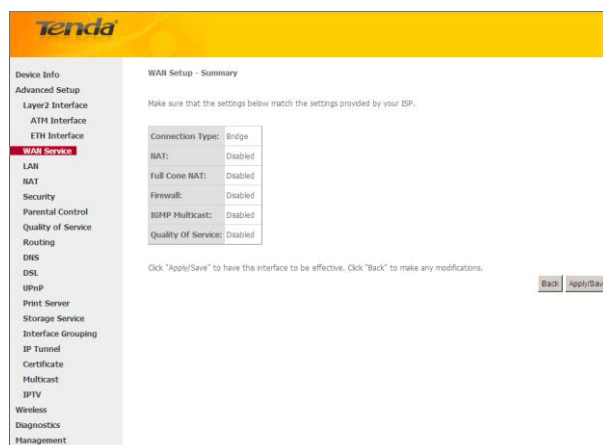 Tenda
Device Info
Advanced Setup
Layer2 Interface
ATM Interface
ETH Interface
WAN Service
LAN
NAT
Security
Parental Control
Quality of Service
Routing
DNS
DSL
UPnP
Print Server
Storage Service
Interface Grouping
IP Tunnel
Certificate
Multicast
IPTV
Wireless
Diagnostics
Management
WAN Setup - Summary
Make sure that the settings below match the settings provided by your ISP.
Connection Type: Bridge
NAT: Disabled
Full Cone NAT: Disabled
Firewall: Disabled
IGMP Multicast: Disabled
Quality Of Service: Disabled
Click "Apply/Save" to have this interface to be effective. Click "Back" to make any modifications.
Back Apply/Sav